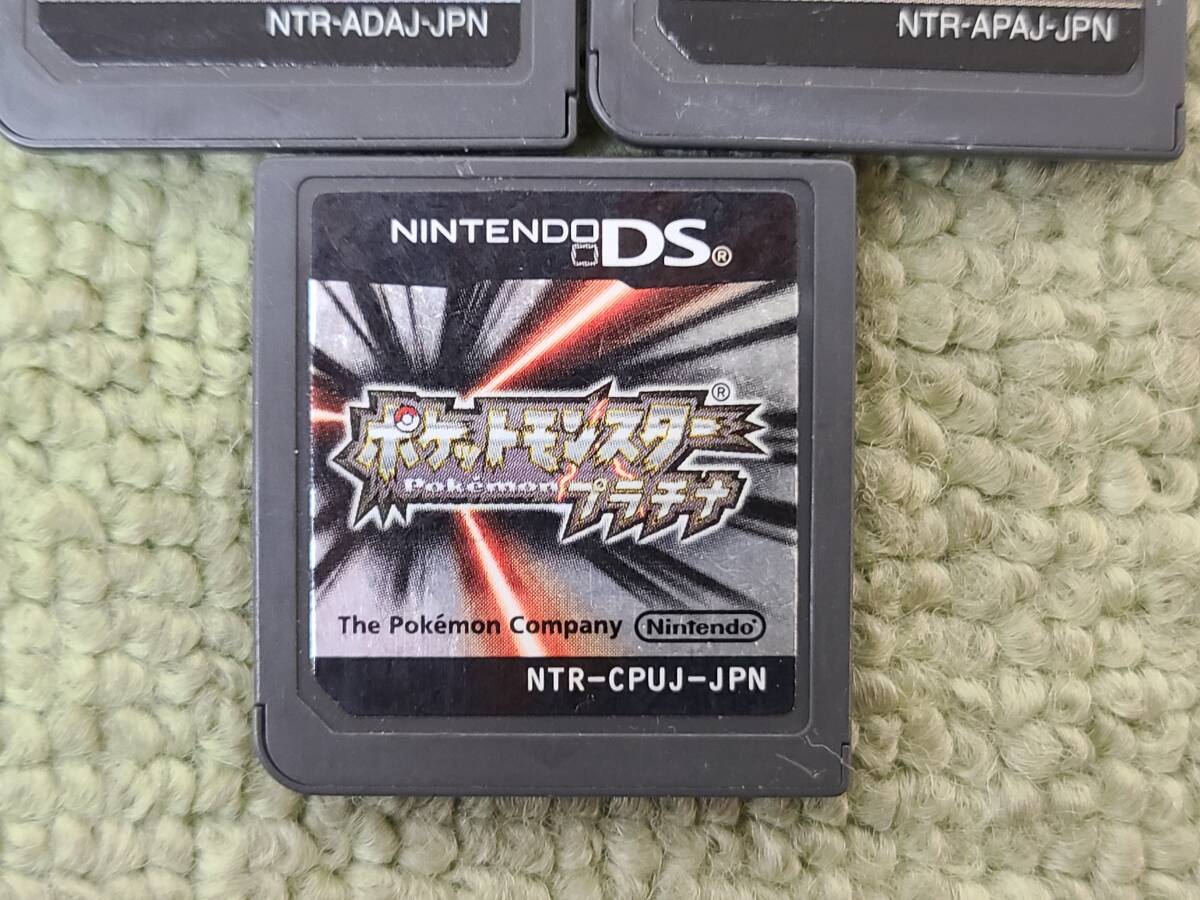 NTR-ADAJ-JPN
NTR-APAJ-JPN
NINTENDO DS®
ポケットモンスター®
Pokémon プラチナ
The Pokémon Company Nintendo®
NTR-CPUJ-JPN